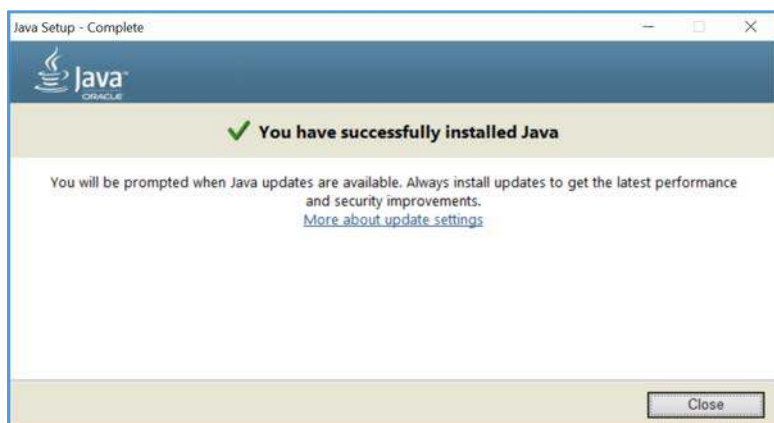 Java Setup - Complete
Java
ORACLE
You have successfully installed Java
You will be prompted when Java updates are available. Always install updates to get the latest performance
and security improvements.
More about update settings
Close